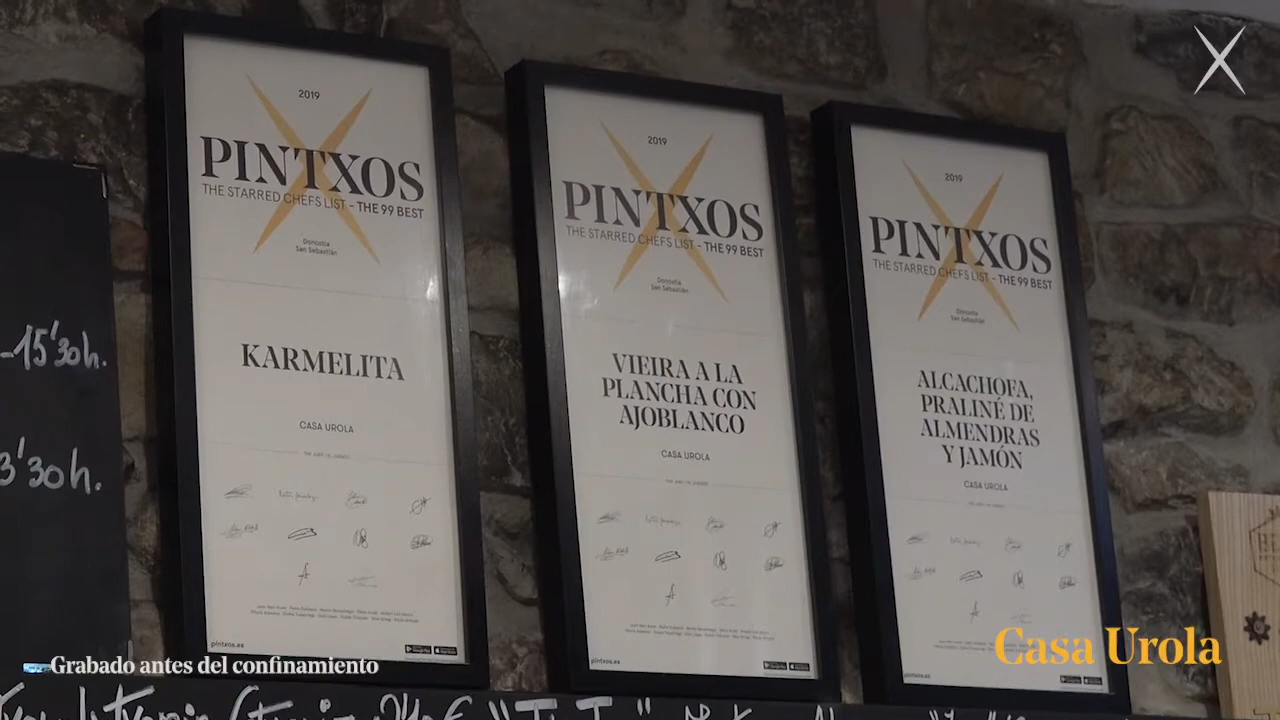 2019
PINTXOS
THE STARRED CHEFS LIST - THE 99 BEST
Donostia
San Sebastián
KARMELITA
CASA UROLA
pintxos.es
2019
PINTXOS
THE STARRED CHEFS LIST - THE 99 BEST
Donostia
San Sebastián
VIEIRA A LA
PLANCHA CON
AJOBLANCO
CASA UROLA
pintxos.es
2019
PINTXOS
THE STARRED CHEFS LIST - THE 99 BEST
Donostia
San Sebastián
ALCACHOFA,
PRALINÉ DE
ALMENDRAS
Y JAMÓN
CASA UROLA
pintxos.es
-15'30h.
3'30h.
Casa Urola
Grabado antes del confinamiento